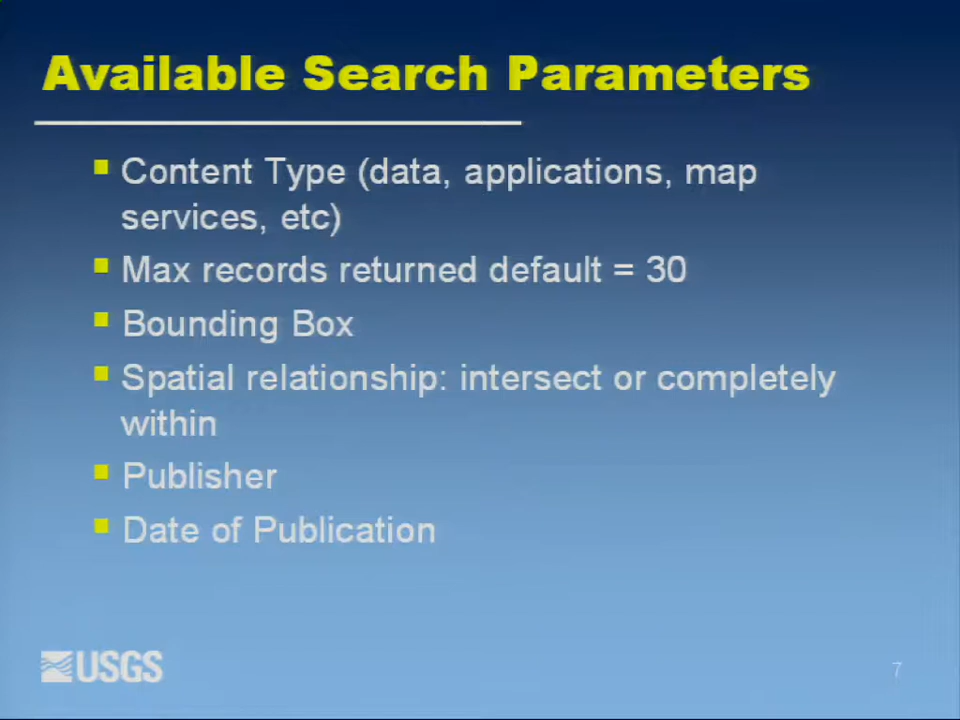 Available Search Parameters
Content Type (data, applications, map
services, etc)
Max records returned default = 30
Bounding Box
Spatial relationship: intersect or completely
within
Publisher
Date of Publication
USGS
7